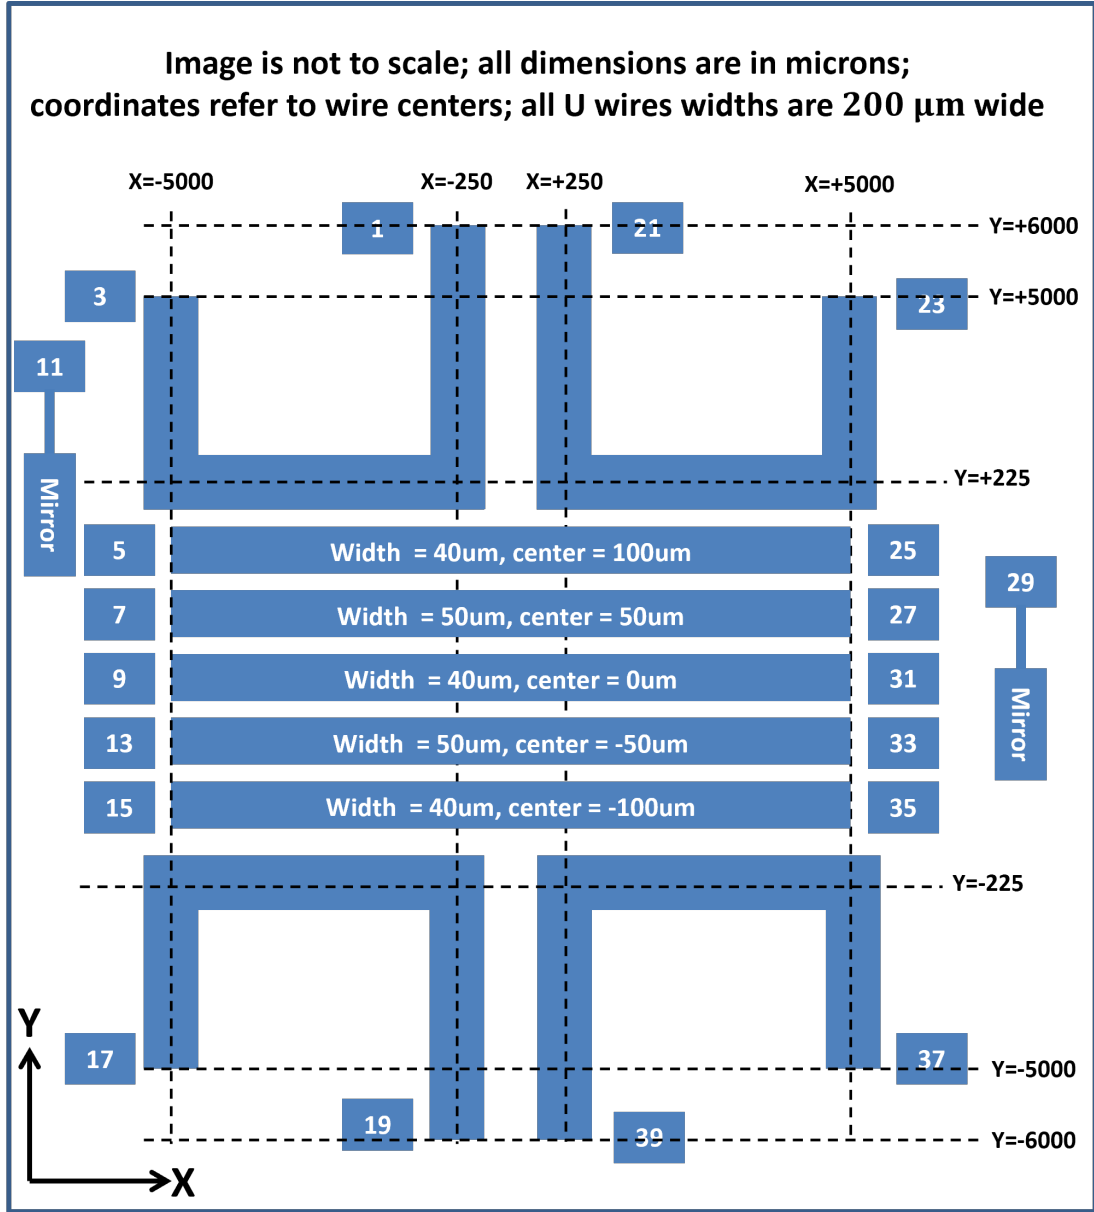 Image is not to scale; all dimensions are in microns;
coordinates refer to wire centers; all U wires widths are 200 μm wide
X=-5000
X=-250
X=+250
X=+5000
1
21
Y=+6000
3
23
Y=+5000
11
Mirror
Y=+225
5
Width = 40um, center = 100um
25
7
Width = 50um, center = 50um
27
29
9
Width = 40um, center = 0um
31
Mirror
13
Width = 50um, center = -50um
33
15
Width = 40um, center = -100um
35
Y=-225
Y
17
37
Y=-5000
19
39
Y=-6000
X